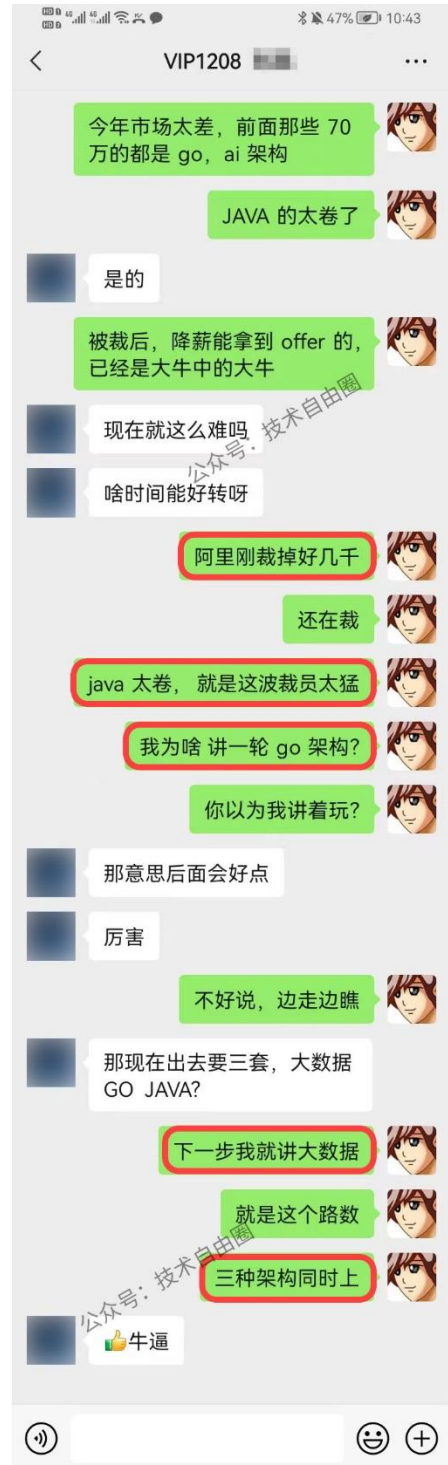 HD 1 4G 4G 47% 10:43
HD 2
VIP1208
今年市场太差，前面那些 70
万的都是 go，ai 架构
JAVA 的太卷了
是的
被裁后，降薪能拿到 offer 的，
已经是大牛中的大牛
现在就这么难吗
公众号：技术自由圈
啥时间能好转呀
阿里刚裁掉好几千
还在裁
java 太卷， 就是这波裁员太猛
我为啥 讲一轮 go 架构?
你以为我讲着玩?
那意思后面会好点
厉害
不好说，边走边瞧
那现在出去要三套，大数据
GO JAVA?
下一步我就讲大数据
就是这个路数
公众号：技术自由圈
三种架构同时上
👍牛逼